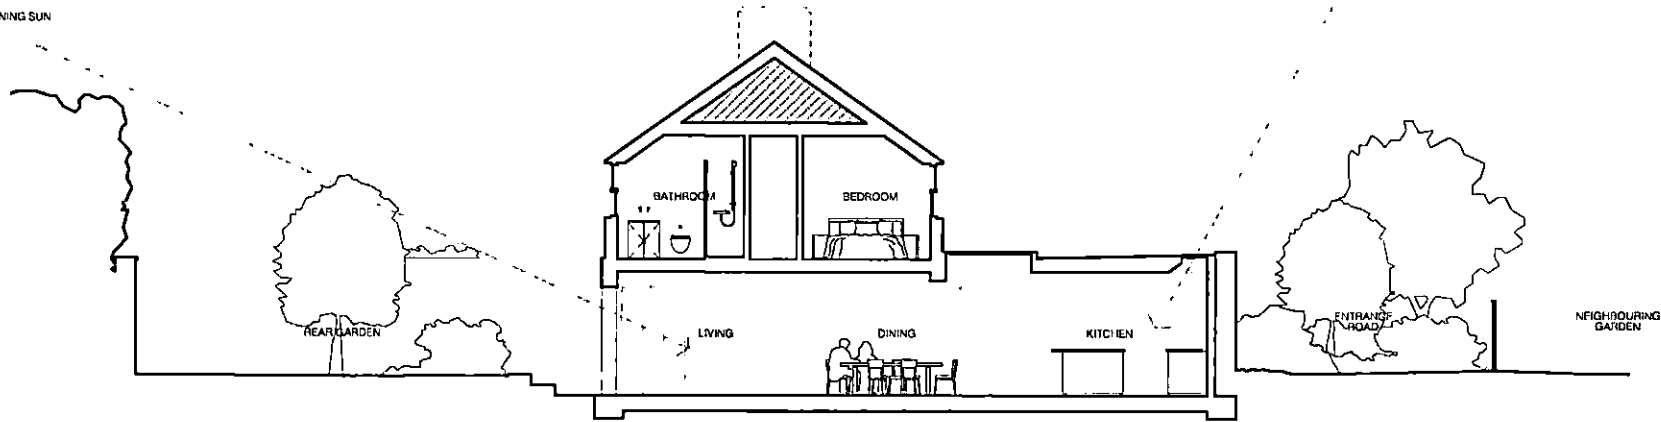 NING SUN
BATHROOM
BEDROOM
REAR GARDEN
LIVING
DINING
KITCHEN
ENTRANCE
ROAD
NEIGHBOURING
GARDEN